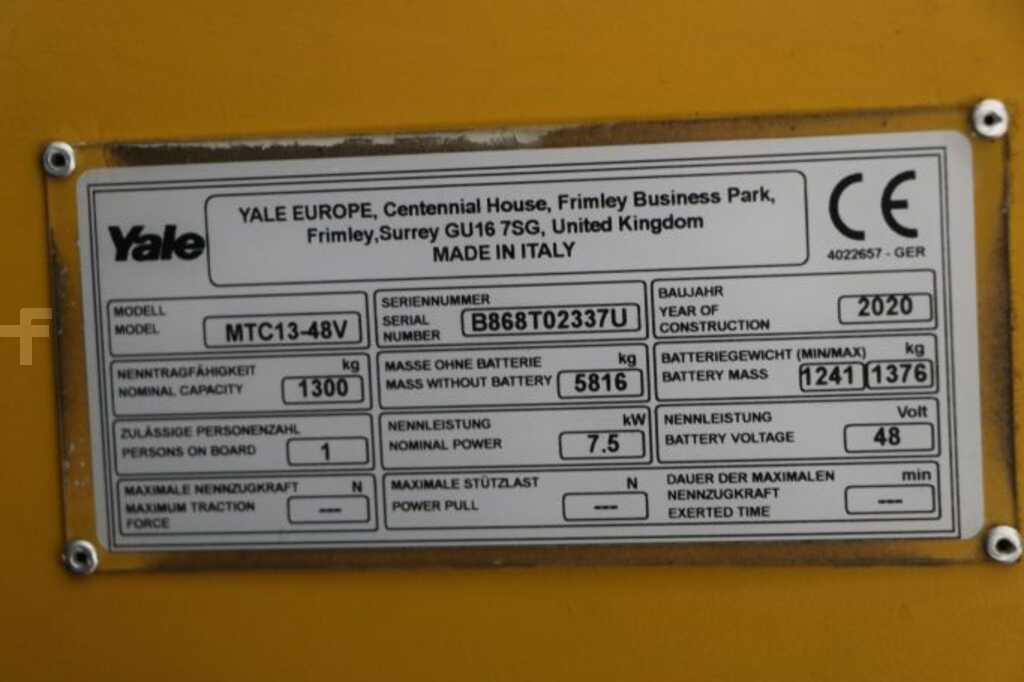 Yale
YALE EUROPE, Centennial House, Frimley Business Park,
Frimley,Surrey GU16 7SG, United Kingdom
MADE IN ITALY
CE
4022657 - GER
MODELL
MODEL
MTC13-48V
SERIENNUMMER
SERIAL
NUMBER
B868T02337U
BAUJAHR
YEAR OF
CONSTRUCTION
2020
NENNTRAGFÄHIGKEIT kg
NOMINAL CAPACITY 1300
MASSE OHNE BATTERIE kg
MASS WITHOUT BATTERY 5816
BATTERIEGEWICHT (MIN/MAX) kg
BATTERY MASS 1241 1376
ZULÄSSIGE PERSONENZAHL
PERSONS ON BOARD 1
NENNLEISTUNG kW
NOMINAL POWER 7.5
NENNLEISTUNG Volt
BATTERY VOLTAGE 48
MAXIMALE NENNZUGKRAFT N
MAXIMUM TRACTION
FORCE
---
MAXIMALE STÜTZLAST N
POWER PULL ---
DAUER DER MAXIMALEN min
NENNZUGKRAFT
EXERTED TIME ---
f